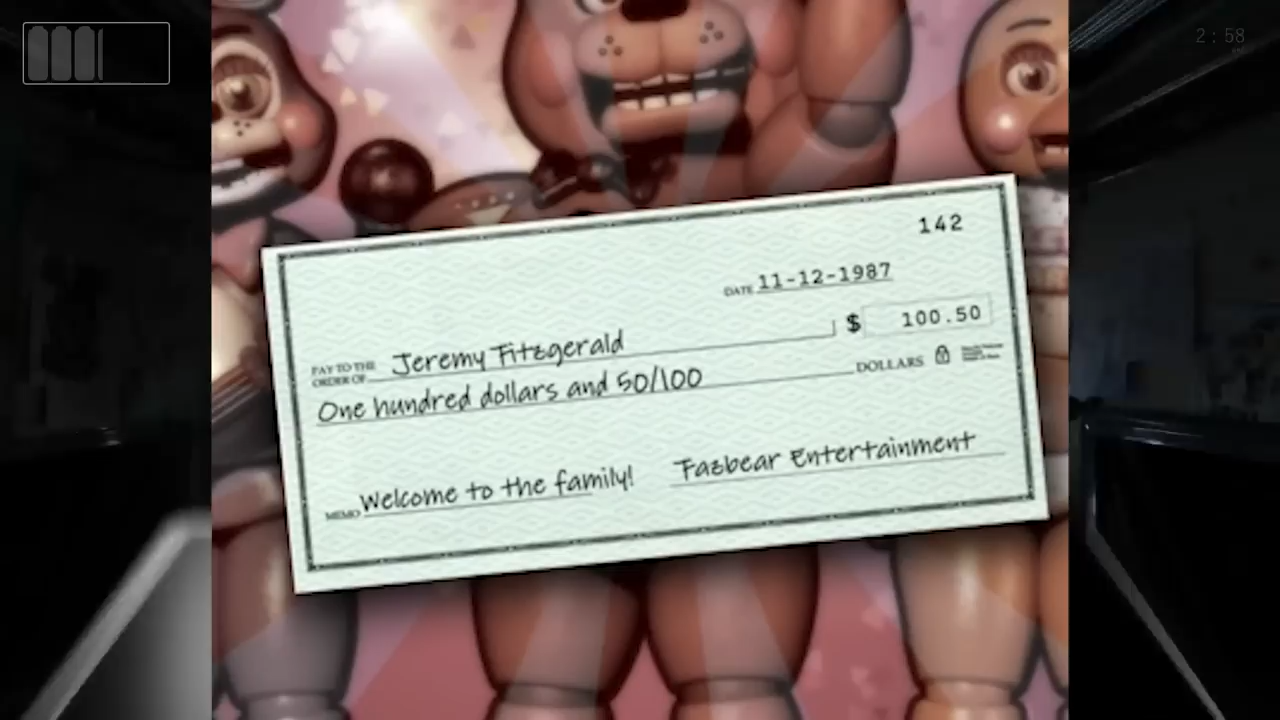 2:58
142
DATE 11-12-1987
PAY TO THE
ORDER OF Jeremy Fitzgerald $ 100.50
One hundred dollars and 50/100 DOLLARS
MEMO Welcome to the family! Fazbear Entertainment